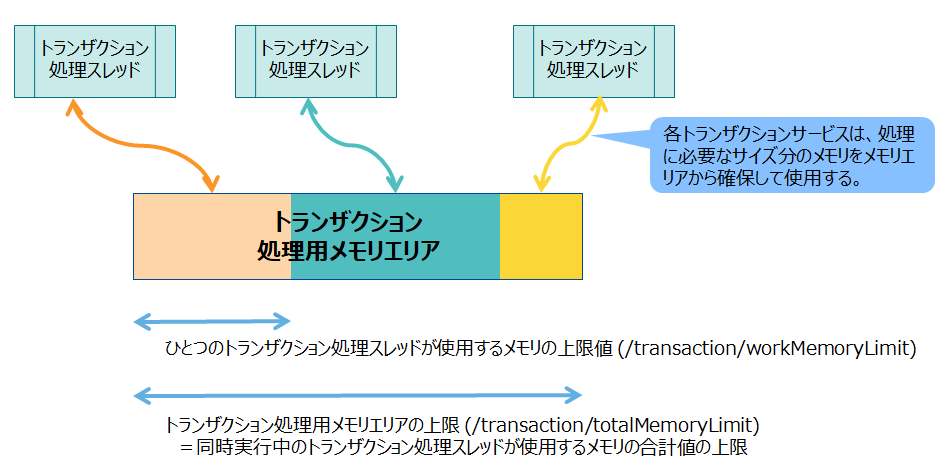 トランザクション
処理スレッド
トランザクション
処理スレッド
トランザクション
処理スレッド
各トランザクションサービスは、処理
に必要なサイズ分のメモリをメモリエ
リアから確保して使用する。
トランザクション
処理用メモリエリア
ひとつのトランザクション処理スレッドが使用するメモリの上限値 (/transaction/workMemoryLimit)
トランザクション処理用メモリエリアの上限 (/transaction/totalMemoryLimit)
＝同時実行中のトランザクション処理スレッドが使用するメモリの合計値の上限